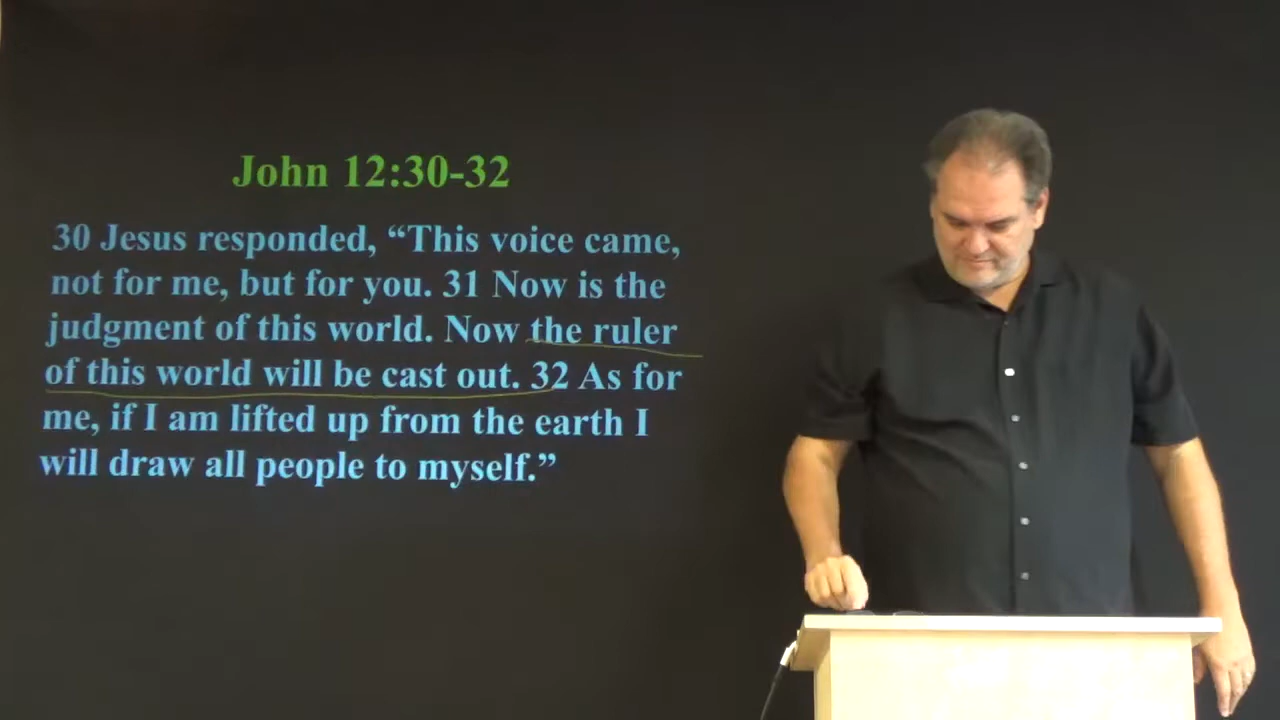 John 12:30-32
30 Jesus responded, “This voice came,
not for me, but for you. 31 Now is the
judgment of this world. Now the ruler
of this world will be cast out. 32 As for
me, if I am lifted up from the earth I
will draw all people to myself.”